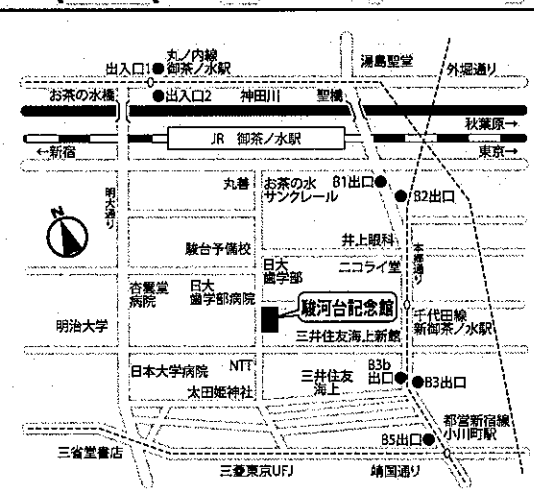 丸ノ内線
出入口1●御茶ノ水駅
湯島聖堂
外堀通り
お茶の水橋
●出入口2
神田川
聖橋
秋葉原→
JR 御茶ノ水駅
←新宿
東京→
明大通り
丸善
お茶の水
サンクレール
B1出口●
●B2出口
N
駿台予備校
井上眼科
本郷通り
日大
歯学部
ニコライ堂
杏雲堂
病院
日大
歯学部病院
駿河台記念館
千代田線
新御茶ノ水駅
明治大学
三井住友海上新館
日本大学病院
NTT
太田姫神社
三井住友
海上
B3b
出口●
●B3出口
都営新宿線
小川町駅
B5出口●
三省堂書店
三菱東京UFJ
靖国通り